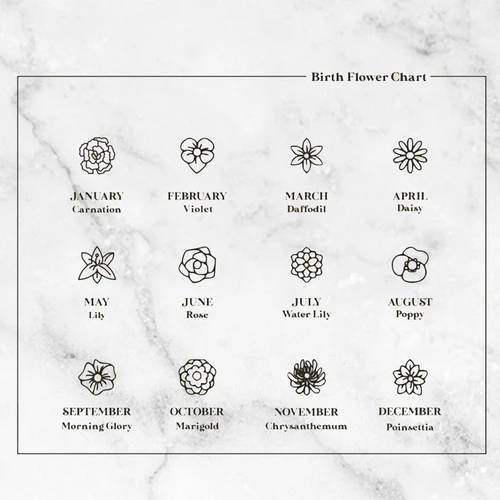 Birth Flower Chart
JANUARY
Carnation
FEBRUARY
Violet
MARCH
Daffodil
APRIL
Daisy
MAY
Lily
JUNE
Rose
JULY
Water Lily
AUGUST
Poppy
SEPTEMBER
Morning Glory
OCTOBER
Marigold
NOVEMBER
Chrysanthemum
DECEMBER
Poinsettia